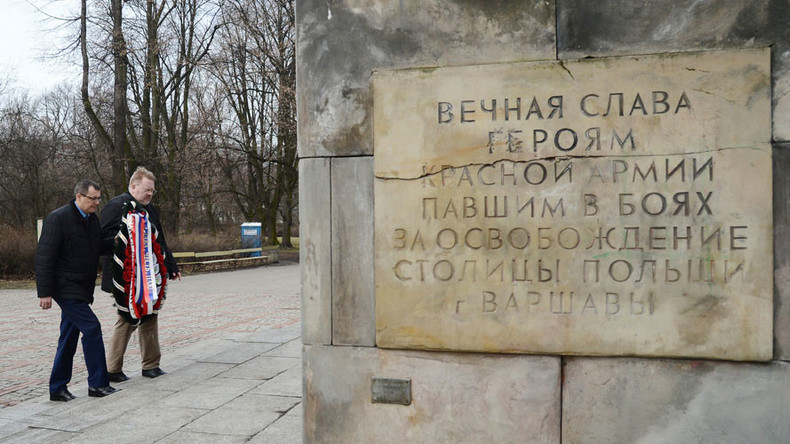 ВЕЧНАЯ СЛАВА
ГЕРОЯМ
КРАСНОЙ АРМИИ
ПАВШИМ В БОЯХ
ЗА ОСВОБОЖДЕНИЕ
СТОЛИЦЫ ПОЛЬШИ
г ВАРШАВЫ